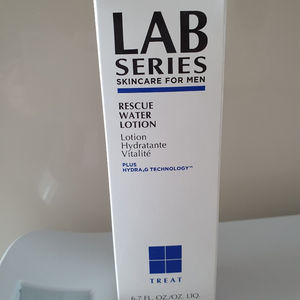 LAB
SERIES
SKINCARE FOR MEN
RESCUE
WATER
LOTION
Lotion
Hydratante
Vitalité
PLUS
HYDRA₂G TECHNOLOGY™
TREAT
6.7 FL. OZ./OZ. LIQ.